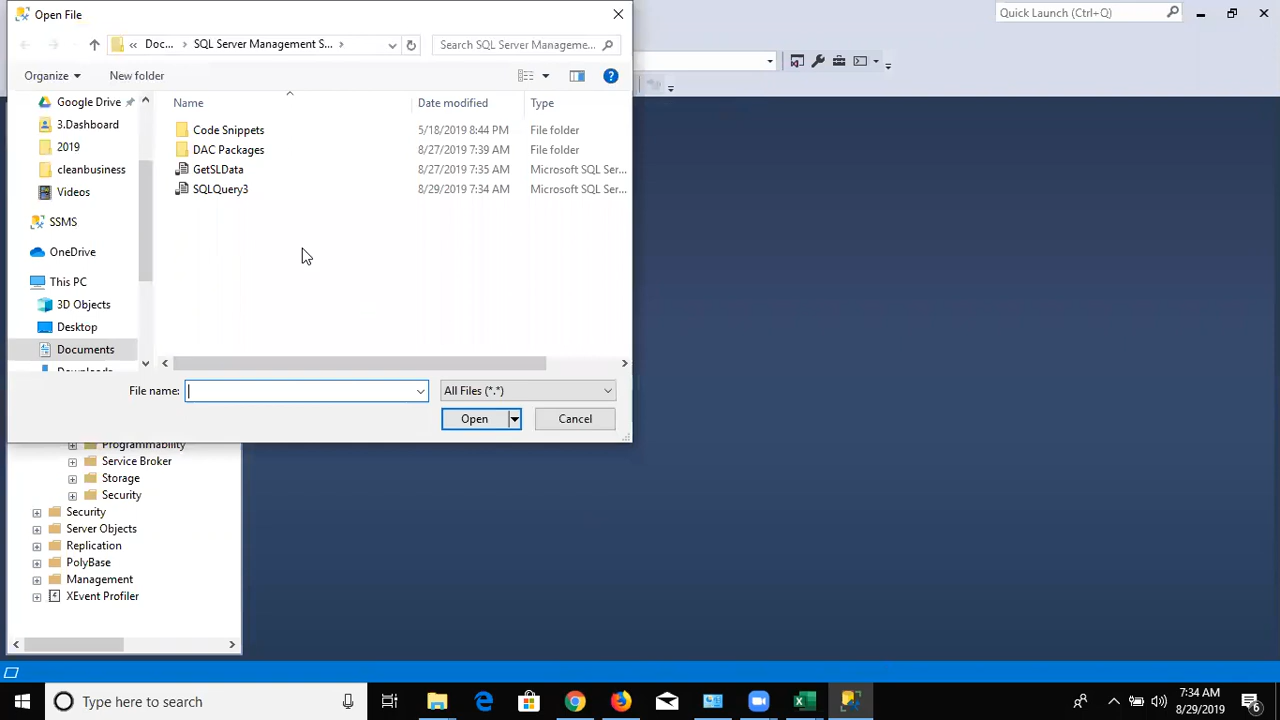 Open File
Quick Launch (Ctrl+Q)
Doc... SQL Server Management S...
Search SQL Server Manageme...
Organize
New folder
Name
Date modified
Type
Google Drive
3.Dashboard
2019
cleanbusiness
Videos
SSMS
OneDrive
This PC
3D Objects
Desktop
Documents
Downloads
Code Snippets 5/18/2019 8:44 PM File folder
DAC Packages 8/27/2019 7:39 AM File folder
GetSLData 8/27/2019 7:35 AM Microsoft SQL Ser...
SQLQuery3 8/29/2019 7:34 AM Microsoft SQL Ser...
File name:
All Files (*.*)
Open
Cancel
Programmability
Service Broker
Storage
Security
Security
Server Objects
Replication
PolyBase
Management
XEvent Profiler
Type here to search
7:34 AM
8/29/2019
6